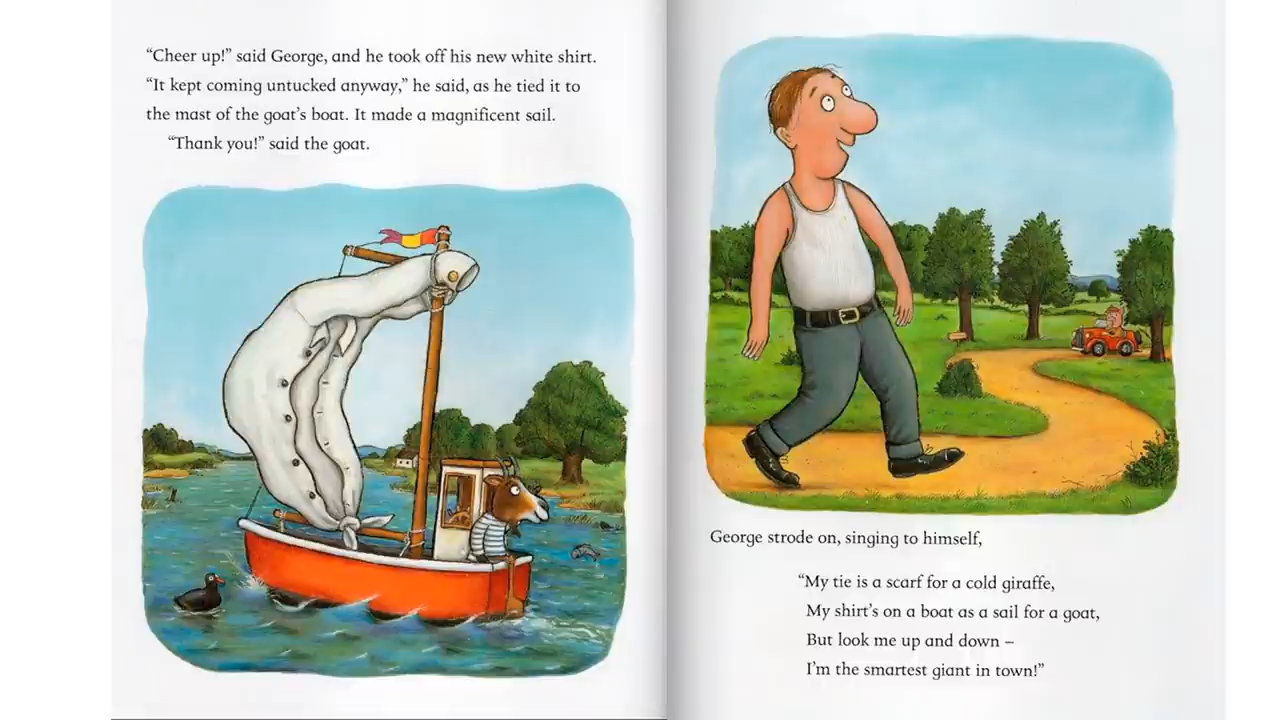 “Cheer up!” said George, and he took off his new white shirt.
“It kept coming untucked anyway,” he said, as he tied it to
the mast of the goat’s boat. It made a magnificent sail.
“Thank you!” said the goat.
George strode on, singing to himself,
“My tie is a scarf for a cold giraffe,
My shirt’s on a boat as a sail for a goat,
But look me up and down –
I’m the smartest giant in town!”